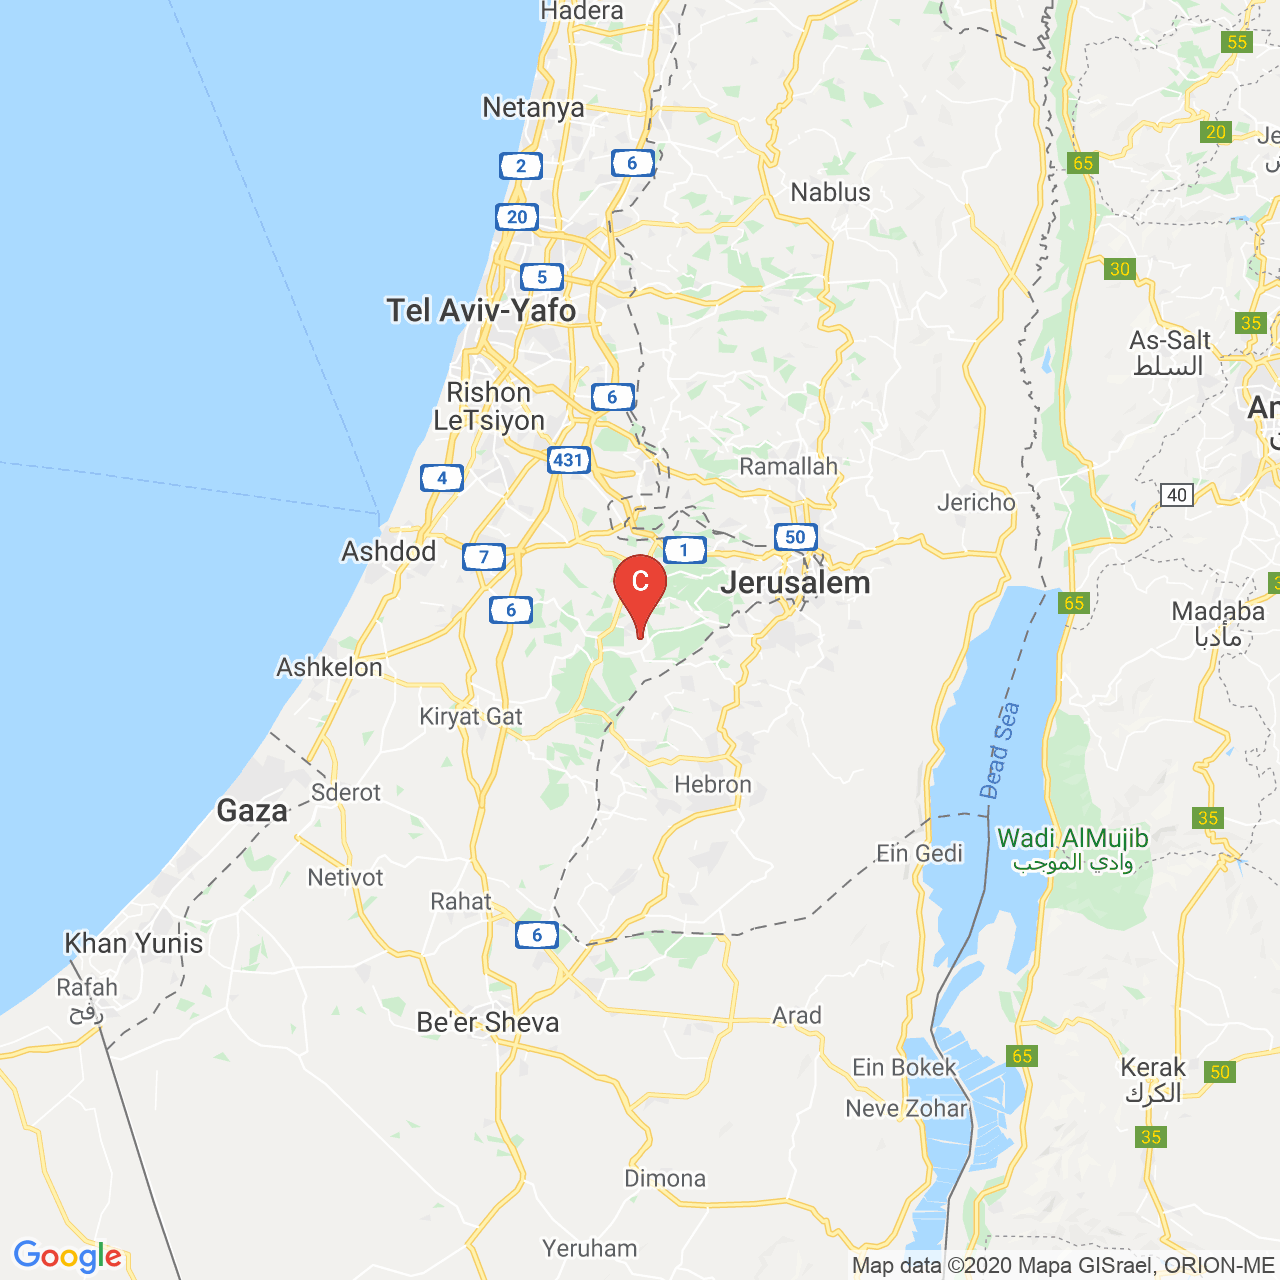 Hadera
55
Netanya
20
Je
2
6
65
Nablus
20
5
30
Tel Aviv-Yafo
35
As-Salt
السلط
Rishon
LeTsiyon
6
Am
431
Ramallah
4
Jericho
40
50
Ashdod
7
1
C
Jerusalem
6
65
Madaba
مأدبا
Ashkelon
Kiryat Gat
Dead Sea
Hebron
Sderot
Gaza
35
Wadi AlMujib
وادي الموجب
Ein Gedi
Netivot
Rahat
6
Khan Yunis
Rafah
رفح
Arad
Be'er Sheva
65
Ein Bokek
Kerak
الكرك
50
Neve Zohar
35
Dimona
Yeruham
Google
Map data ©2020 Mapa GISrael, ORION-ME